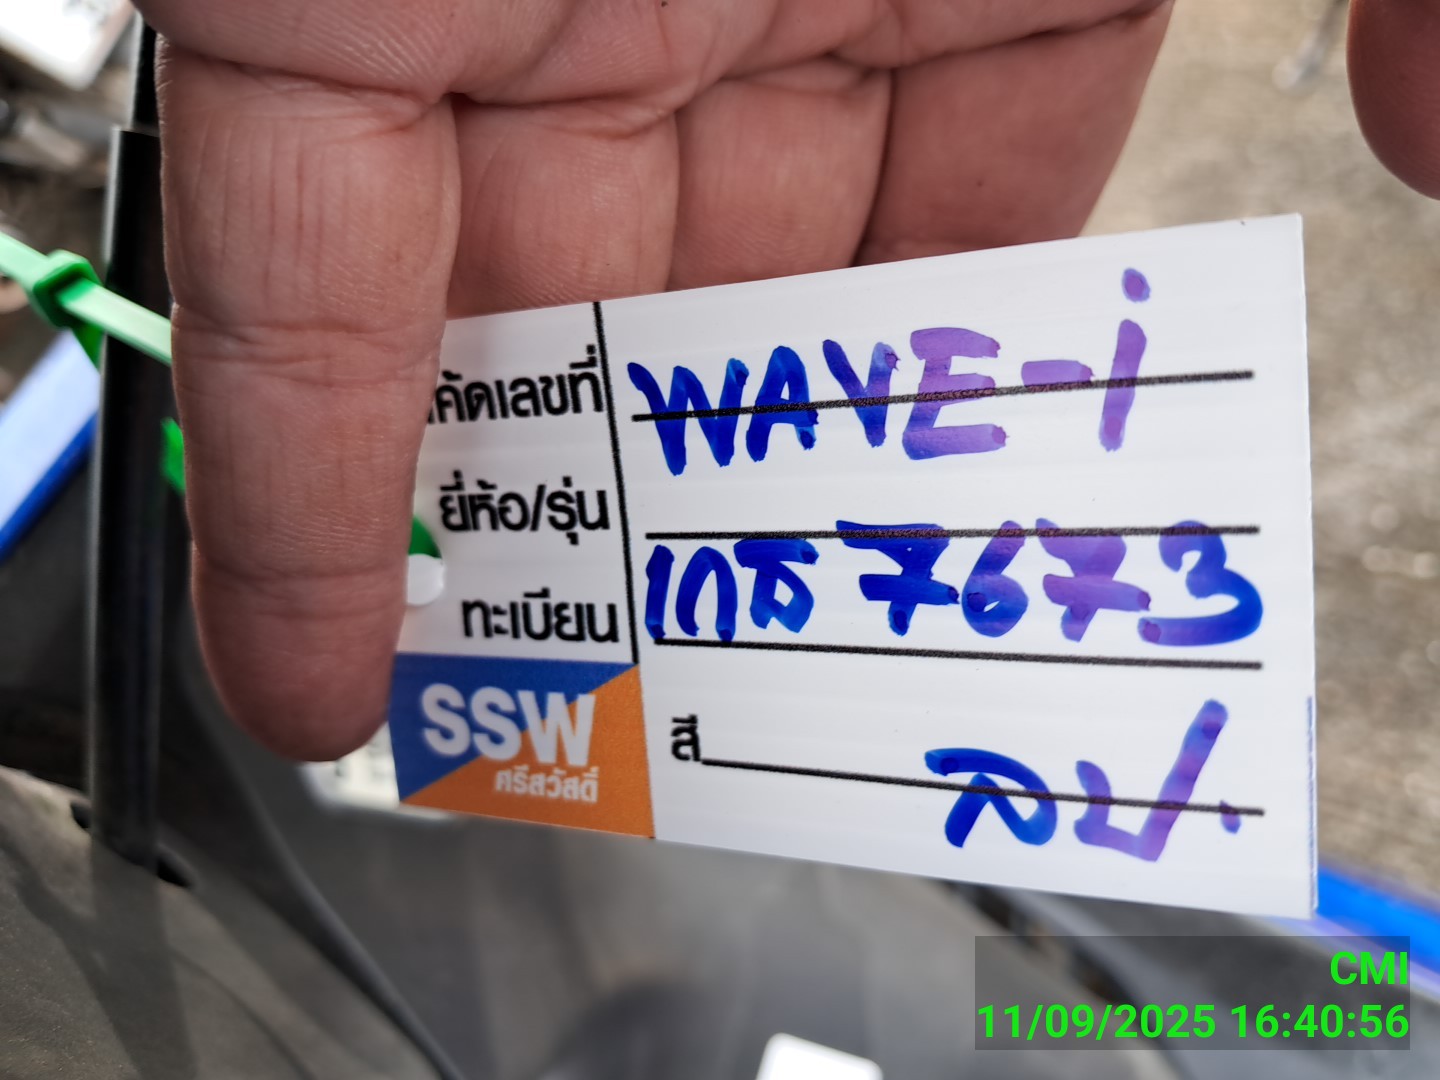 ค้ดเลขที่ WAVE-i
ยี่ห้อ/รุ่น
ทะเบียน 1กธ 7673
SSW
ศรีสวัสดิ์
สี ลป.
CMI
11/09/2025 16:40:56